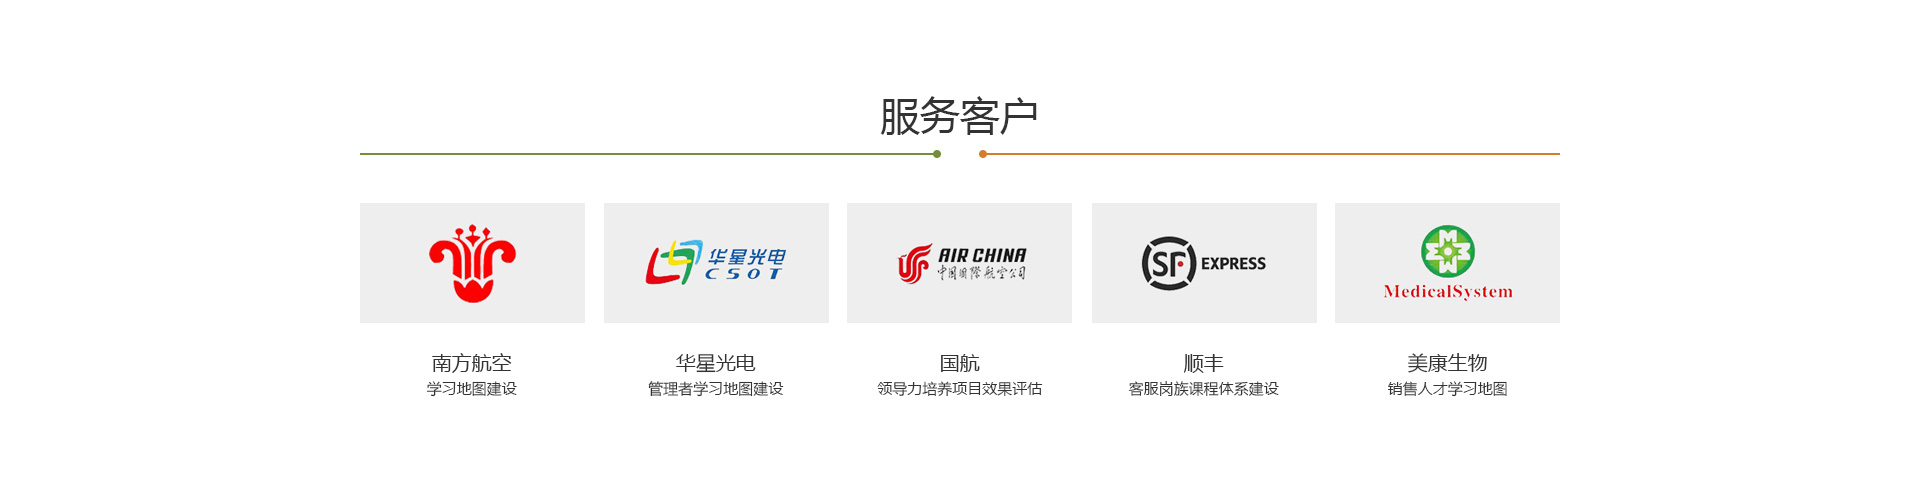 服务客户
华星光电
CSOT
AIR CHINA
中国国际航空公司
SF EXPRESS
MedicalSystem
南方航空
华星光电
国航
顺丰
美康生物
学习地图建设
管理者学习地图建设
领导力培养项目效果评估
客服岗族课程体系建设
销售人才学习地图